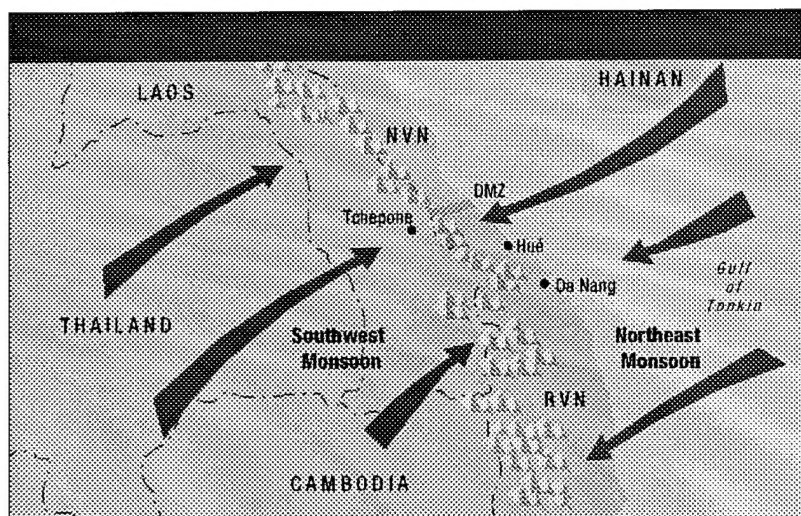 LAOS
HAINAN
NVN
DMZ
Tchepone
Hué
Da Nang
Gulf
of
Tonkin
THAILAND
Southwest
Monsoon
Northeast
Monsoon
RVN
CAMBODIA